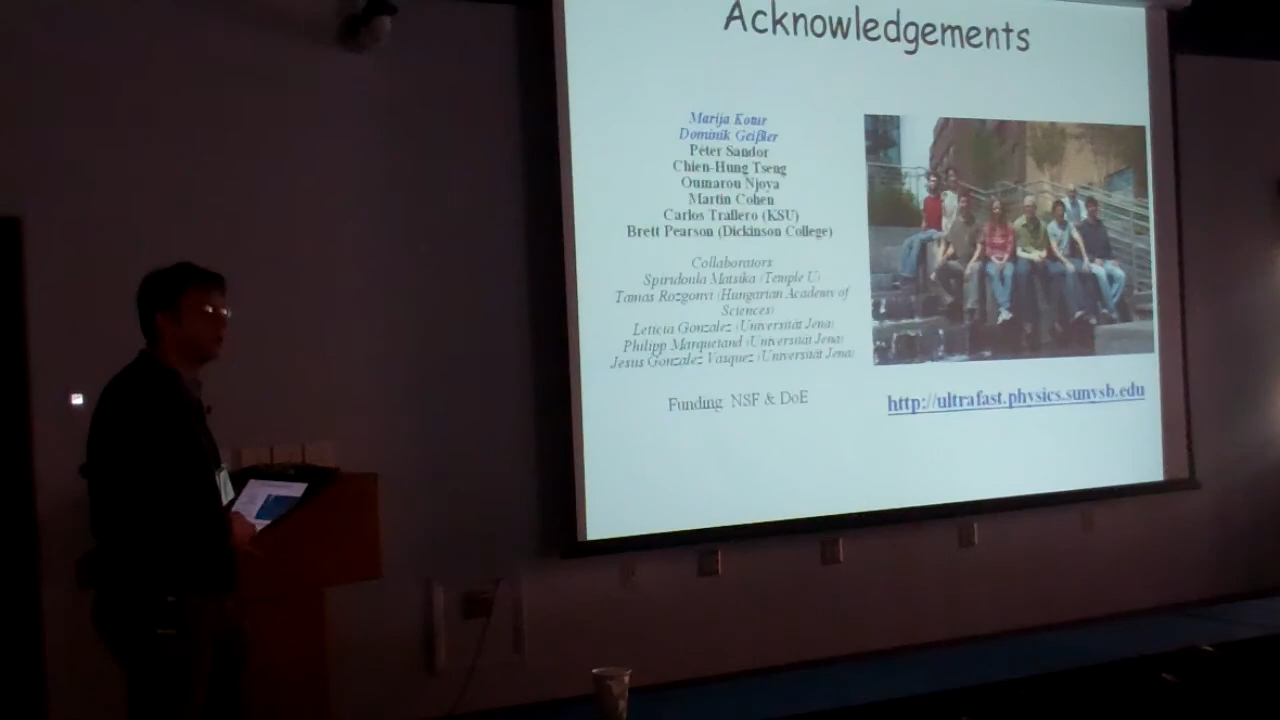 Acknowledgements
Marija Kotur
Dominik Geißler
Peter Sandor
Chien-Hung Tseng
Oumarou Njoya
Martin Cohen
Carlos Trallero (KSU)
Brett Pearson (Dickinson College)
Collaborators
Spiridoula Matsika (Temple U)
Tamas Rozgonyi (Hungarian Academy of
Sciences)
Leticia Gonzalez (Universität Jena)
Philipp Marquetand (Universität Jena)
Jesus Gonzalez Vasquez (Universität Jena)
Funding NSF & DoE
http://ultrafast.physics.sunysb.edu